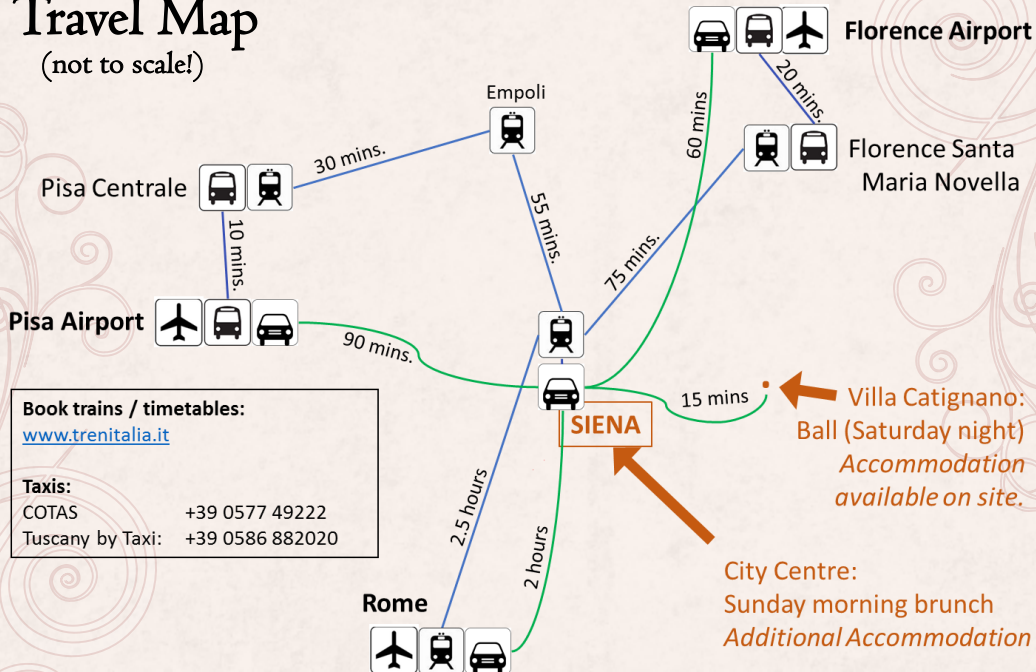 Travel Map
(not to scale!)
Florence Airport
20 mins.
60 mins
Empoli
30 mins.
Florence Santa
Maria Novella
Pisa Centrale
55 mins.
10 mins.
75 mins.
Pisa Airport
90 mins.
15 mins
Villa Catignano:
Ball (Saturday night)
Accommodation
available on site.
SIENA
Book trains / timetables:
www.trenitalia.it
Taxis:
COTAS +39 0577 49222
Tuscany by Taxi: +39 0586 882020
2.5 hours
2 hours
City Centre:
Sunday morning brunch
Additional Accommodation
Rome